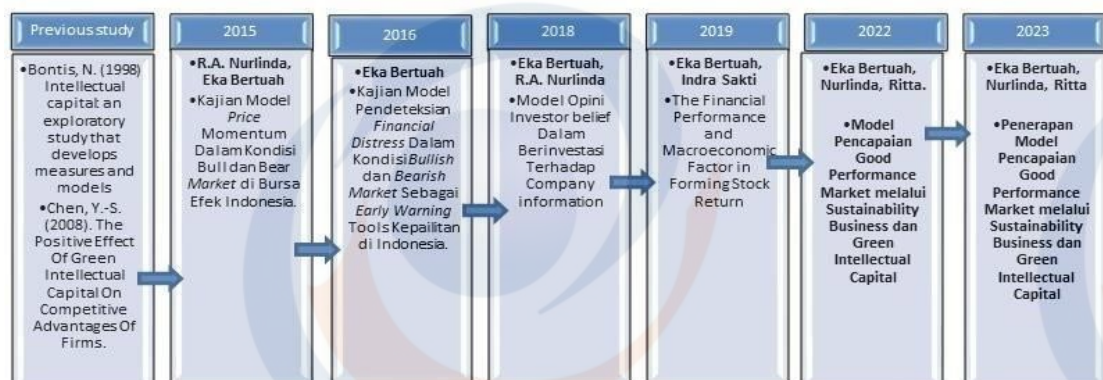 Previous study
•Bontis, N. (1998)
Intellectual
capital: an
exploratory
study that
develops
measures and
models
•Chen, Y.-S.
(2008). The
Positive Effect
Of Green
Intellectual
Capital On
Competitive
Advantages Of
Firms.
2015
•R.A. Nurlinda,
Eka Bertuah
•Kajian Model
Price
Momentum
Dalam Kondisi
Bull dan Bear
Market di Bursa
Efek Indonesia.
2016
•Eka Bertuah
•Kajian Model
Pendeteksian
Financial
Distress Dalam
Kondisi Bullish
dan Bearish
Market Sebagai
Early Warning
Tools Kepailitan
di Indonesia.
2018
•Eka Bertuah,
R.A. Nurlinda
•Model Opini
Investor belief
Dalam
Berinvestasi
Terhadap
Company
information
2019
•Eka Bertuah,
Indra Sakti
•The Financial
Performance
and
Macroeconomic
Factor in
Forming Stock
Return
2022
•Eka Bertuah,
Nurlinda, Ritta.
•Model
Pencapaian
Good
Performance
Market melalui
Sustainability
Business dan
Green
Intellectual
Capital
2023
•Eka Bertuah,
Nurlinda, Ritta
•Penerapan
Model
Pencapaian
Good
Performance
Market melalui
Sustainability
Business dan
Green
Intellectual
Capital